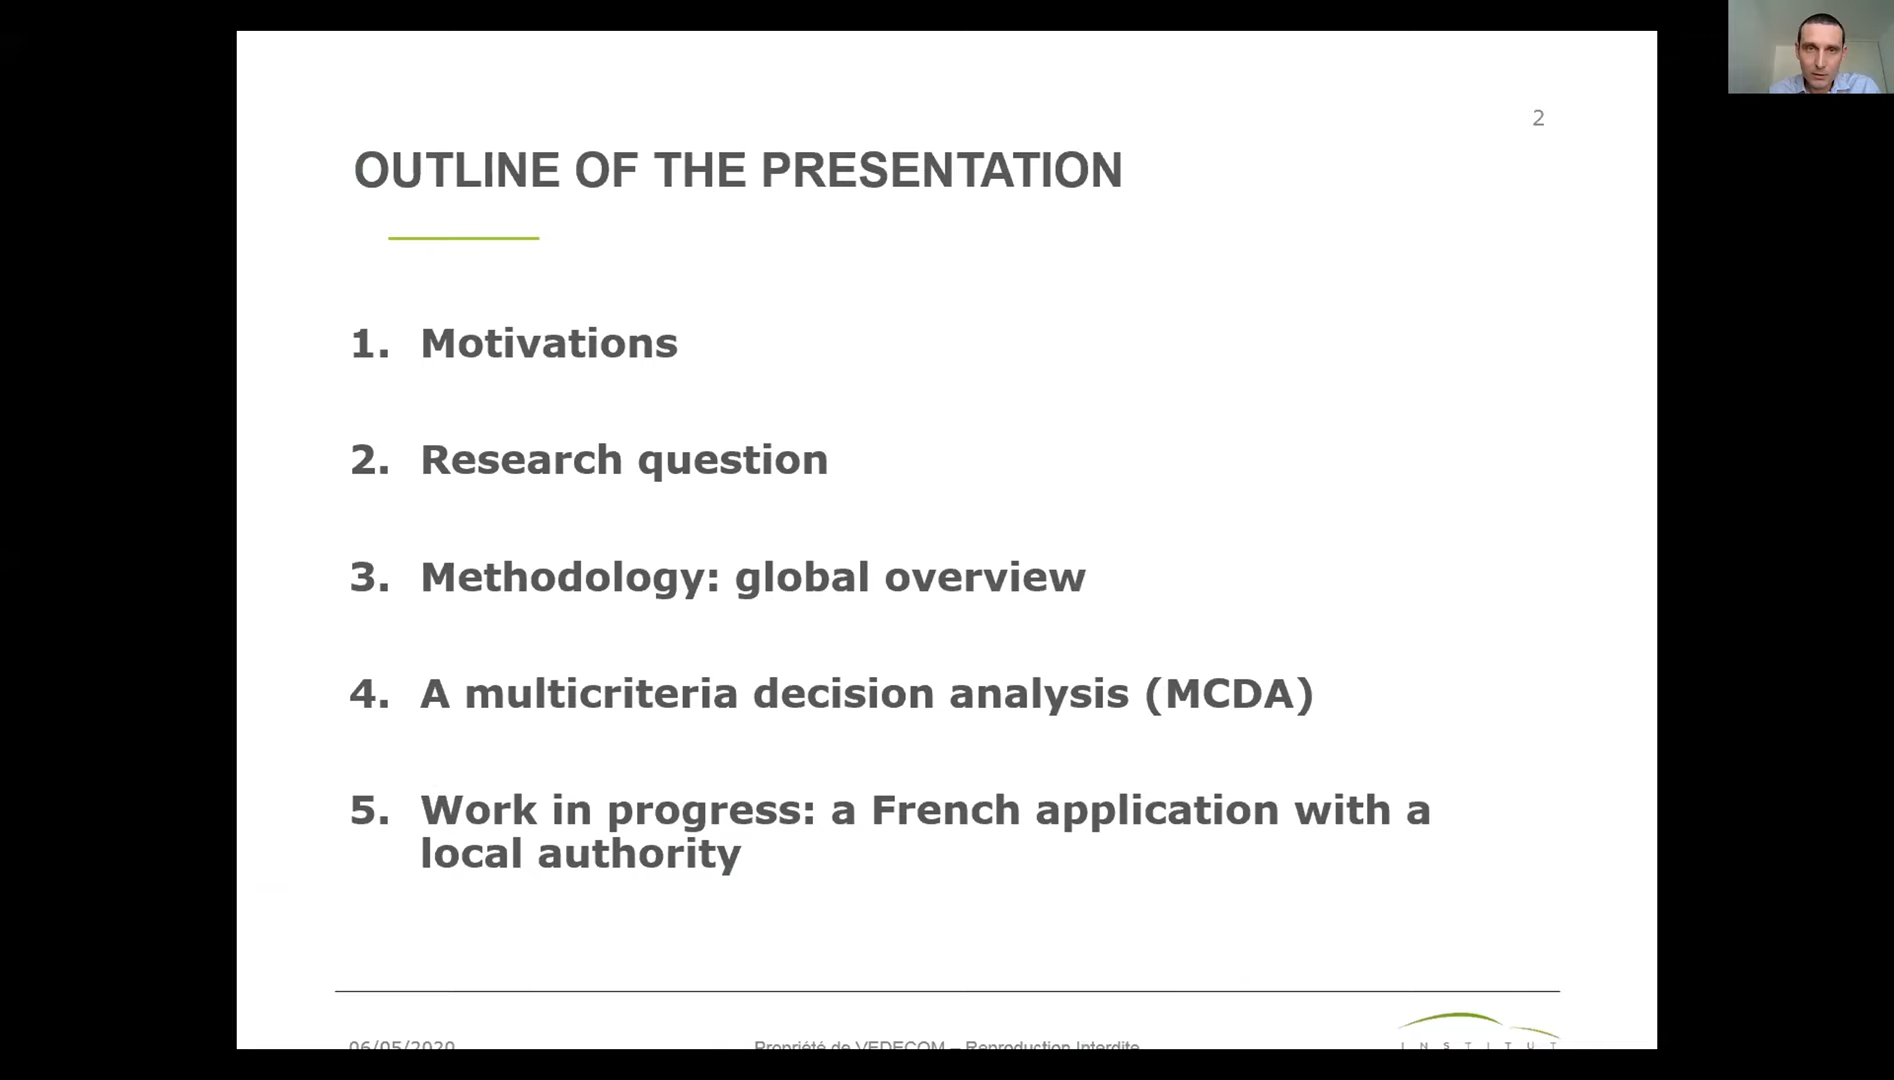 2
OUTLINE OF THE PRESENTATION
1. Motivations
2. Research question
3. Methodology: global overview
4. A multicriteria decision analysis (MCDA)
5. Work in progress: a French application with a
local authority
06/05/2020
Propriété de VEDECOM – Reproduction Interdite
INSTITUT